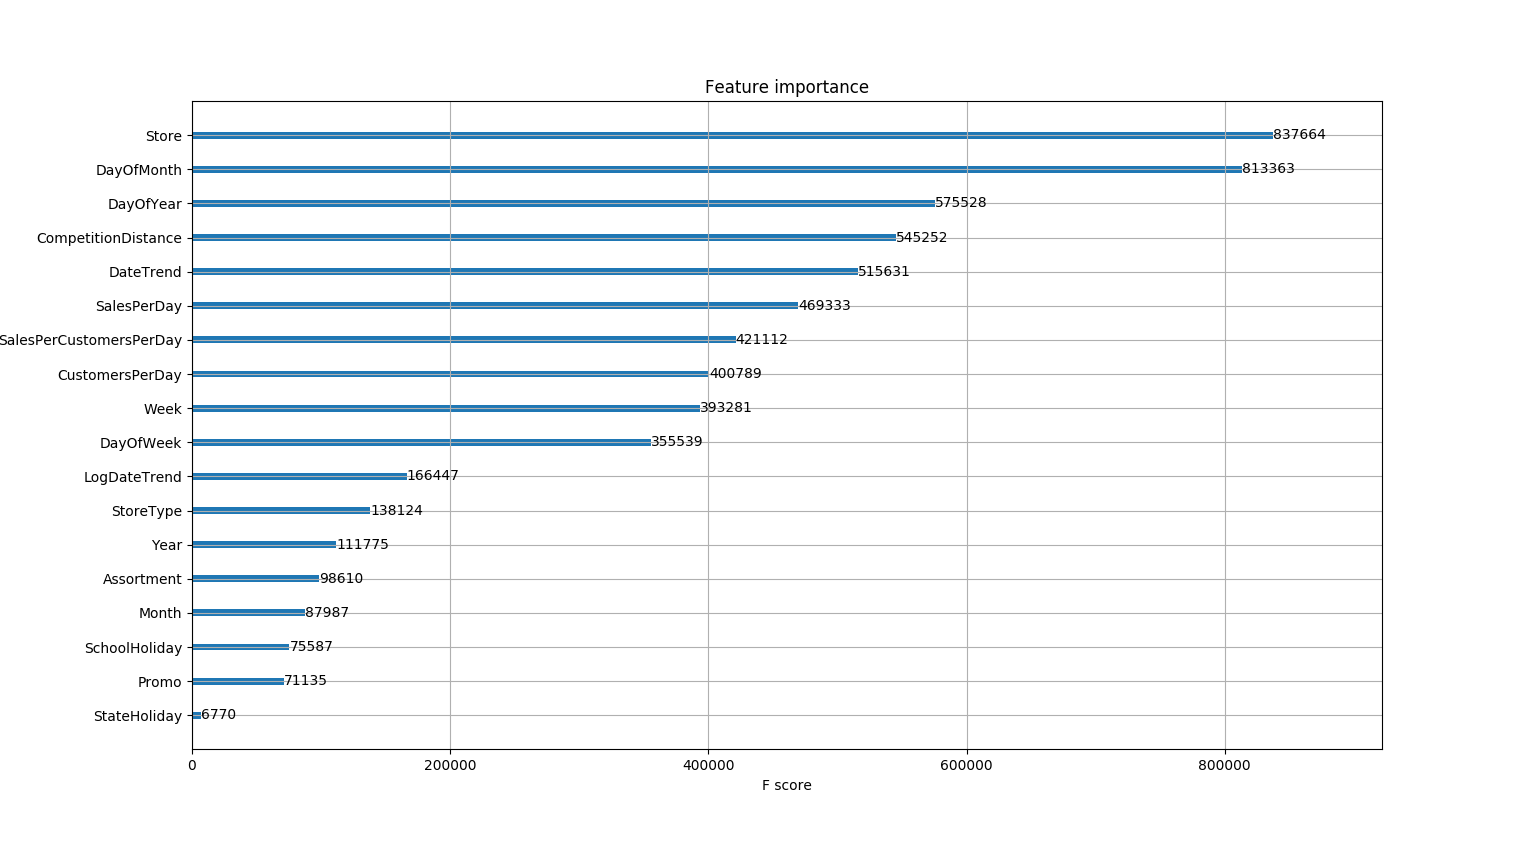 Feature importance
Store 837664
DayOfMonth 813363
DayOfYear 575528
CompetitionDistance 545252
DateTrend 515631
SalesPerDay 469333
SalesPerCustomersPerDay 421112
CustomersPerDay 400789
Week 393281
DayOfWeek 355539
LogDateTrend 166447
StoreType 138124
Year 111775
Assortment 98610
Month 87987
SchoolHoliday 75587
Promo 71135
StateHoliday 6770
0 200000 400000 600000 800000
F score